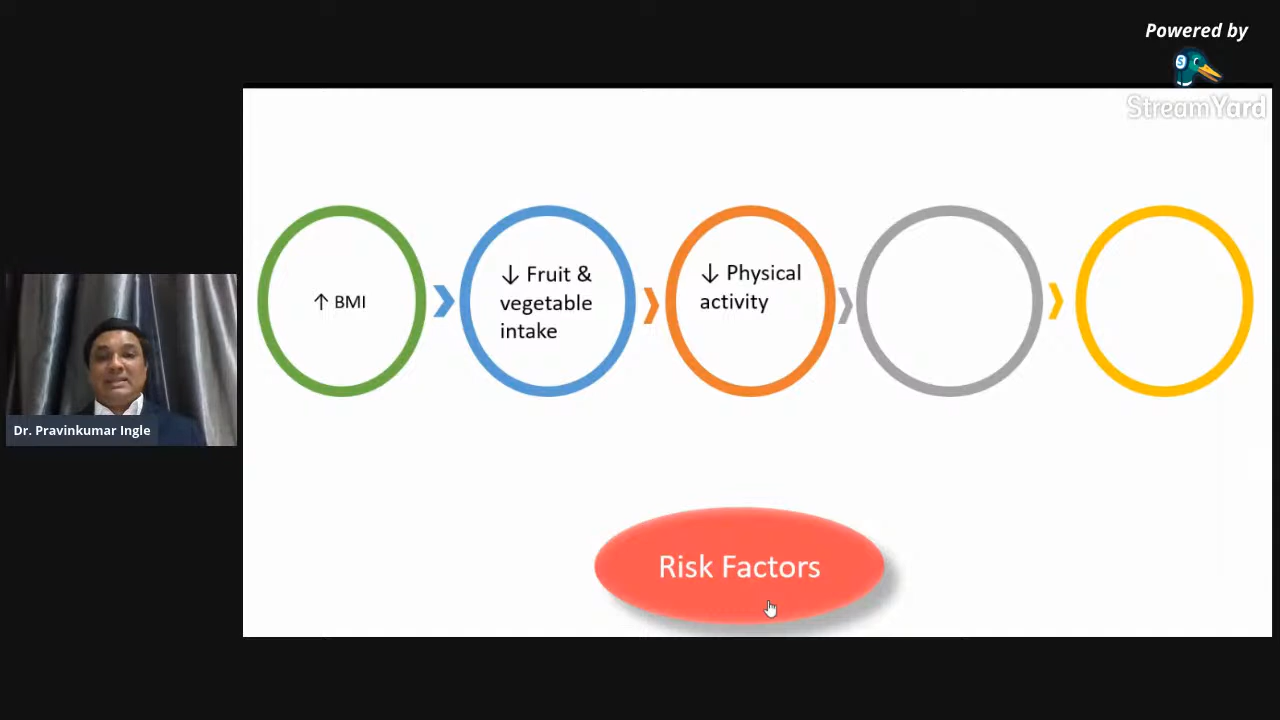 Powered by
StreamYard
↑ BMI
↓ Fruit &
vegetable
intake
↓ Physical
activity
Dr. Pravinkumar Ingle
Risk Factors